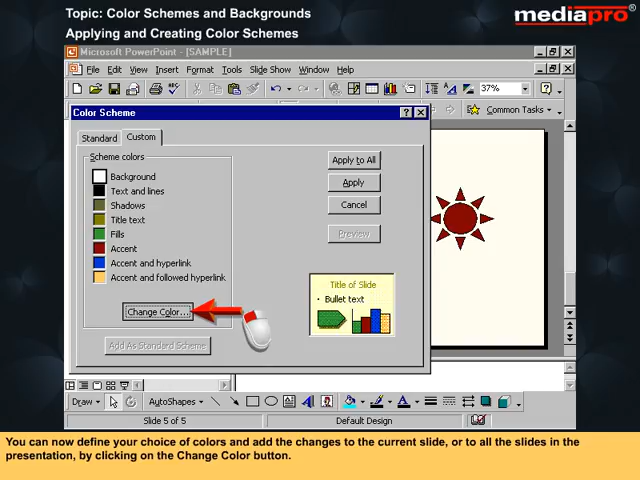 Topic: Color Schemes and Backgrounds
mediapro®
Applying and Creating Color Schemes
Microsoft PowerPoint - [SAMPLE]
File Edit View Insert Format Tools Slide Show Window Help
37%
Color Scheme
Common Tasks
Standard Custom
Scheme colors
Background
Text and lines
Shadows
Title text
Fills
Accent
Accent and hyperlink
Accent and followed hyperlink
Change Color...
Add As Standard Scheme
Apply to All
Apply
Cancel
Preview
Title of Slide
• Bullet text
Draw AutoShapes
Slide 5 of 5 Default Design
You can now define your choice of colors and add the changes to the current slide, or to all the slides in the
presentation, by clicking on the Change Color button.